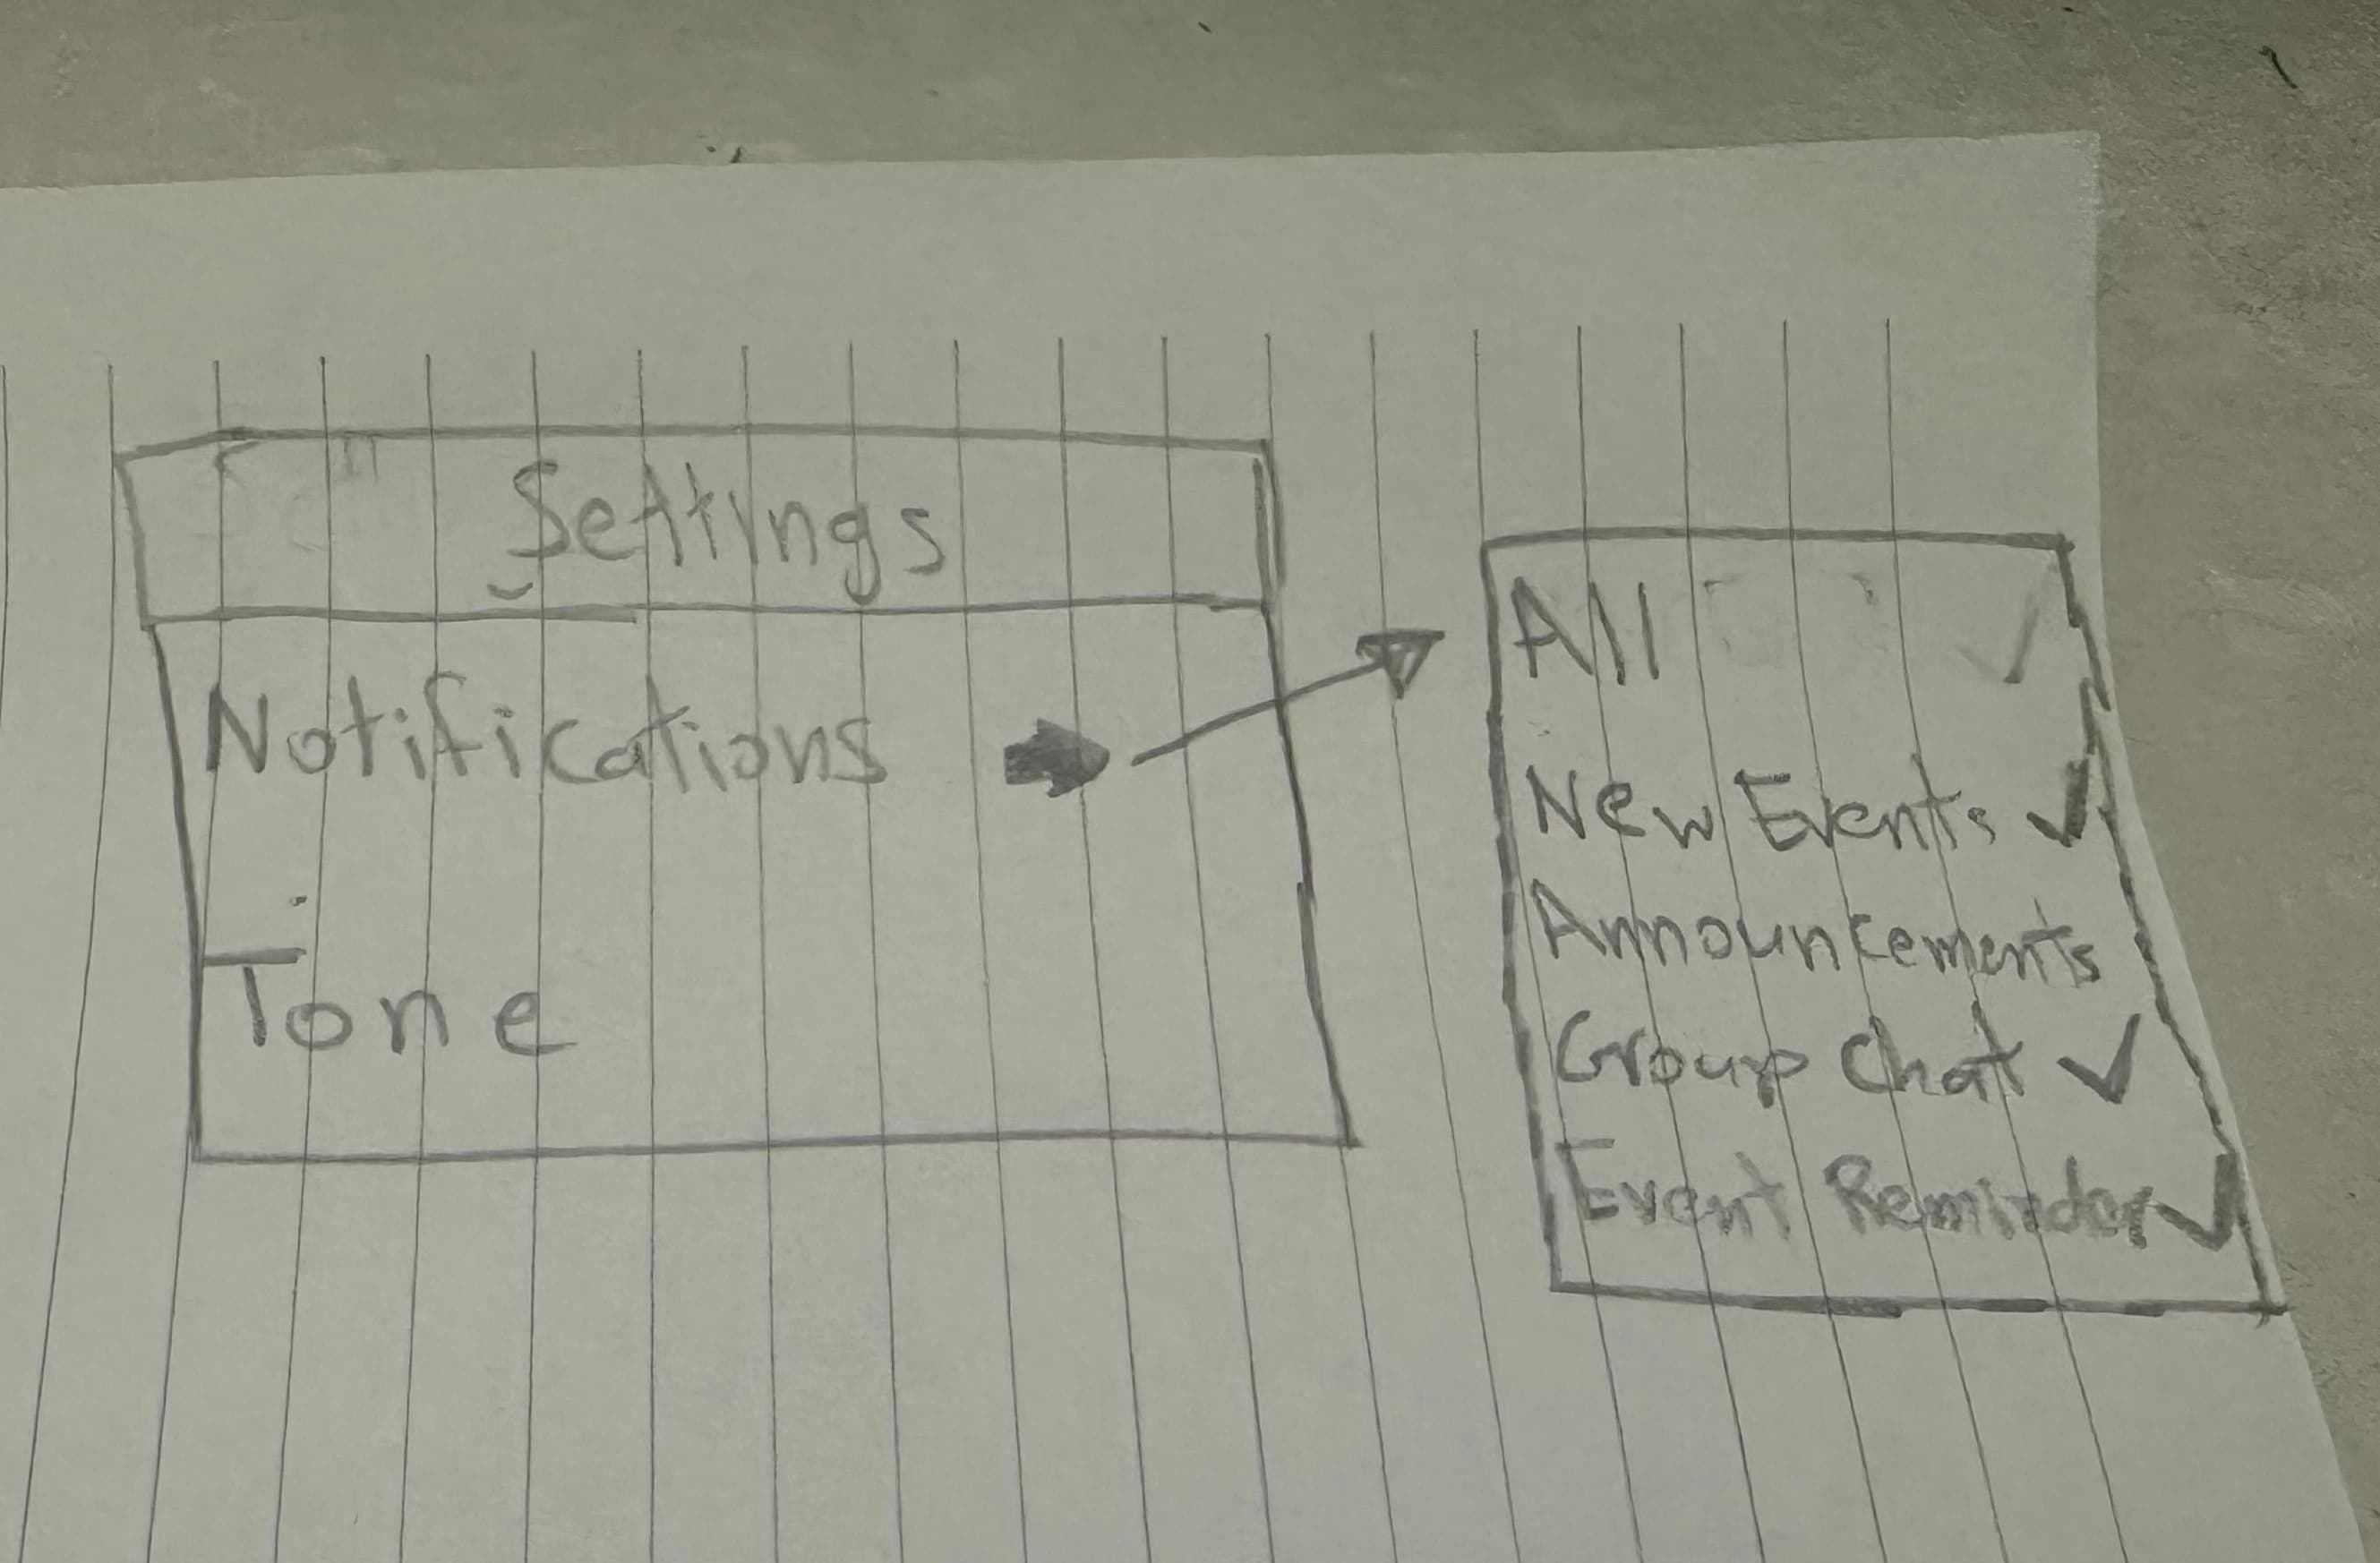 Settings
Notifications
Tone
All ✓
New Events ✓
Announcements
Group Chat ✓
Event Reminder ✓